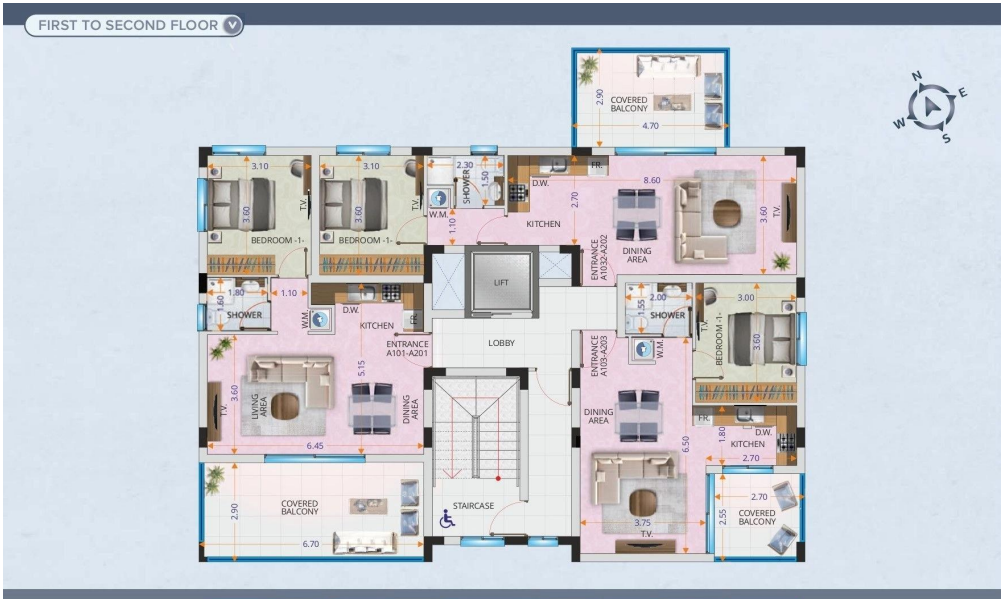 FIRST TO SECOND FLOOR
N
E
W
S
2.90
COVERED
BALCONY
4.70
3.10
3.60
T.V.
BEDROOM -1-
3.10
3.60
T.V.
BEDROOM -1-
2.30
SHOWER
1.50
W.M.
1.10
D.W.
FR.
KITCHEN
2.70
8.60
DINING
AREA
3.60
T.V.
ENTRANCE
A1032-A202
LIFT
LOBBY
1.80
1.60
SHOWER
1.10
W.M.
D.W.
KITCHEN
FR.
ENTRANCE
A101-A201
5.15
3.60
T.V.
LIVING
AREA
DINING
AREA
6.45
2.90
COVERED
BALCONY
6.70
STAIRCASE
ENTRANCE
A103-A203
2.00
1.55
SHOWER
W.M.
T.V.
BEDROOM -1-
3.00
3.60
DINING
AREA
6.50
FR.
D.W.
1.80
KITCHEN
2.70
3.75
T.V.
2.70
2.55
COVERED
BALCONY